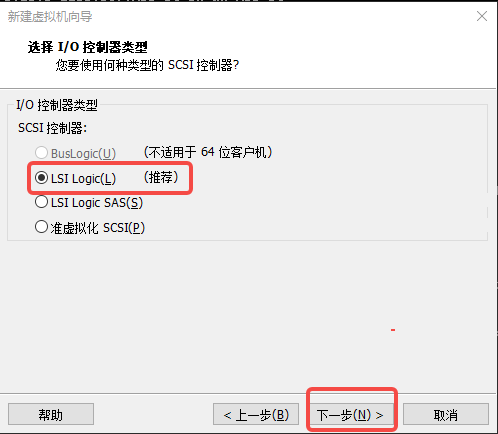 新建虚拟机向导
选择 I/O 控制器类型
您要使用何种类型的 SCSI 控制器?
I/O 控制器类型
SCSI 控制器:
BusLogic(U) (不适用于 64 位客户机)
LSI Logic(L) (推荐)
LSI Logic SAS(S)
准虚拟化 SCSI(P)
帮助 < 上一步(B) 下一步(N) > 取消